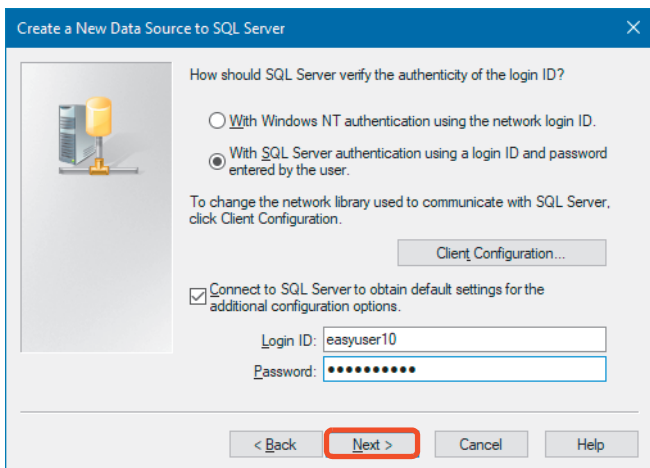 Create a New Data Source to SQL Server
How should SQL Server verify the authenticity of the login ID?
With Windows NT authentication using the network login ID.
With SQL Server authentication using a login ID and password
entered by the user.
To change the network library used to communicate with SQL Server,
click Client Configuration.
Client Configuration...
Connect to SQL Server to obtain default settings for the
additional configuration options.
Login ID: easyuser10
Password: ●●●●●●●●●●
< Back Next > Cancel Help